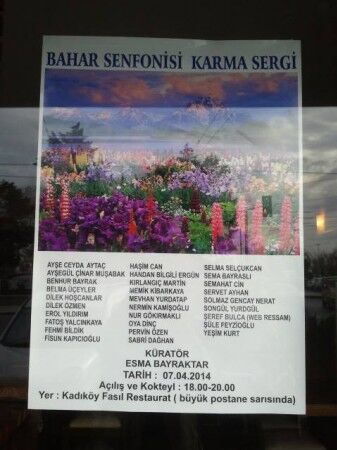 BAHAR SENFONİSİ KARMA SERGİ
AYŞE CEYDA AYTAÇ
AYŞEGÜL ÇINAR MUŞABAK
BENHUR BAYRAK
BELMA ÜÇEYLER
DİLEK HOŞCANLAR
DİLEK ÖZMEN
EROL YILDIRIM
FATOŞ YALCINKAYA
FEHMİ BİLDİK
FİSUN KAPICIOĞLU
HAŞİM CAN
HANDAN BİLGİLİ ERGÜN
KIRLANGIÇ MARTİN
MEMİK KİBARKAYA
MEVHAN YURDATAP
NERMİN KAMIŞOĞLU
NUR GÖKIRMAKLI
OYA DİNÇ
PERVİN ÖZEN
SABRİ DAĞHAN
SELMA SELÇUKCAN
SEMA BAYRASLI
SEMAHAT CİN
SERVET AYHAN
SOLMAZ GENCAY NERAT
SONGÜL YURDGÜL
ŞEREF BULCA (WEB RESSAM)
ŞULE FEYZİOĞLU
YEŞİM KURT
KÜRATÖR
ESMA BAYRAKTAR
TARİH : 07.04.2014
Açılış ve Kokteyl : 18.00-20.00
Yer : Kadıköy Fasıl Restaurat ( büyük postane sarısında)